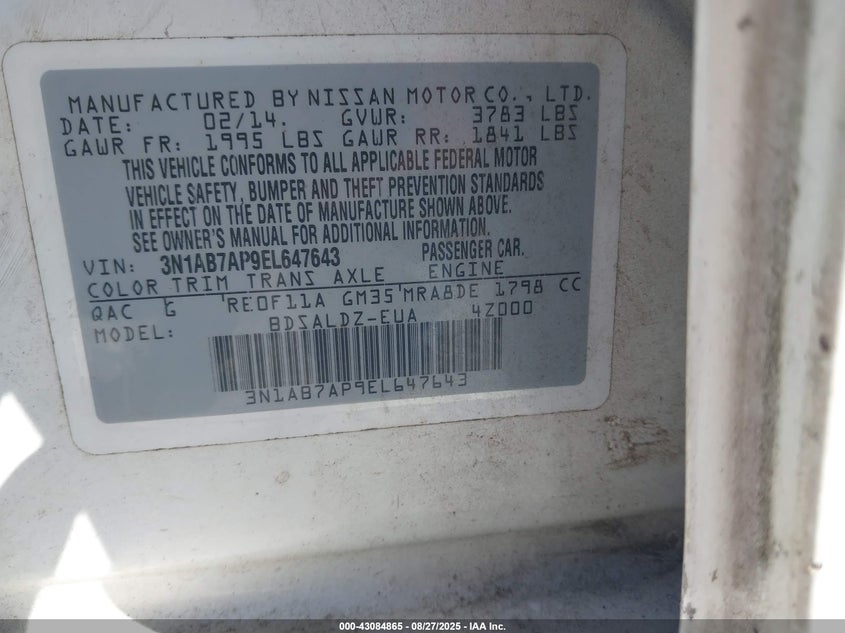 MANUFACTURED BY NISSAN MOTOR CO., LTD.
DATE: 02/14. GVWR: 3783 LBS
GAWR FR: 1995 LBS GAWR RR: 1841 LBS
THIS VEHICLE CONFORMS TO ALL APPLICABLE FEDERAL MOTOR
VEHICLE SAFETY, BUMPER AND THEFT PREVENTION STANDARDS
IN EFFECT ON THE DATE OF MANUFACTURE SHOWN ABOVE.
SEE OWNER'S MANUAL FOR ADDITIONAL INFORMATION.
VIN: 3N1AB7AP9EL647643 PASSENGER CAR.
COLOR TRIM TRANS AXLE ENGINE
QAC G RE0F11A GM35 MRA8DE 1798 CC
MODEL: BDSALDZ-EUA 4Z000
3N1AB7AP9EL647643
000-43084865 - 08/27/2025 - IAA Inc.